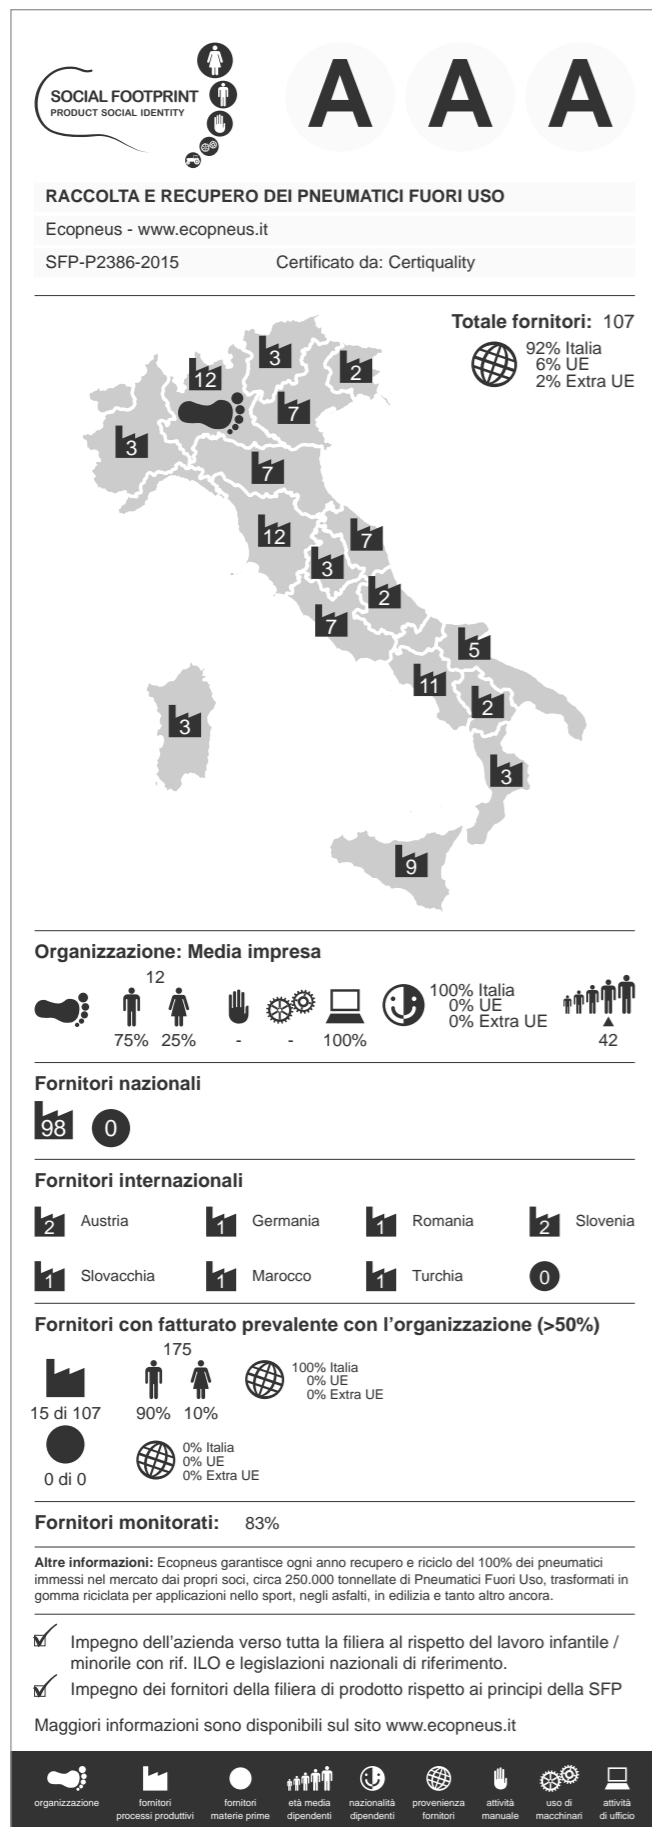 SOCIAL FOOTPRINT
PRODUCT SOCIAL IDENTITY
A A A
RACCOLTA E RECUPERO DEI PNEUMATICI FUORI USO
Ecopneus - www.ecopneus.it
SFP-P2386-2015 Certificato da: Certiquality
Totale fornitori: 107
92% Italia
6% UE
2% Extra UE
3
12
2
7
3
7
12
7
3
2
7
5
11
2
3
3
9
Organizzazione: Media impresa
12
75% 25% - - 100%
100% Italia
0% UE
0% Extra UE
42
Fornitori nazionali
98 0
Fornitori internazionali
2 Austria 1 Germania 1 Romania 2 Slovenia
1 Slovacchia 1 Marocco 1 Turchia 0
Fornitori con fatturato prevalente con l'organizzazione (>50%)
175
100% Italia
0% UE
0% Extra UE
15 di 107 90% 10%
0% Italia
0% UE
0% Extra UE
0 di 0
Fornitori monitorati: 83%
Altre informazioni: Ecopneus garantisce ogni anno recupero e riciclo del 100% dei pneumatici
immessi nel mercato dai propri soci, circa 250.000 tonnellate di Pneumatici Fuori Uso, trasformati in
gomma riciclata per applicazioni nello sport, negli asfalti, in edilizia e tanto altro ancora.
Impegno dell'azienda verso tutta la filiera al rispetto del lavoro infantile /
minorile con rif. ILO e legislazioni nazionali di riferimento.
Impegno dei fornitori della filiera di prodotto rispetto ai principi della SFP
Maggiori informazioni sono disponibili sul sito www.ecopneus.it
organizzazione fornitori fornitori età media nazionalità provenienza attività uso di attività
processi produttivi materie prime dipendenti dipendenti fornitori manuale macchinari di ufficio